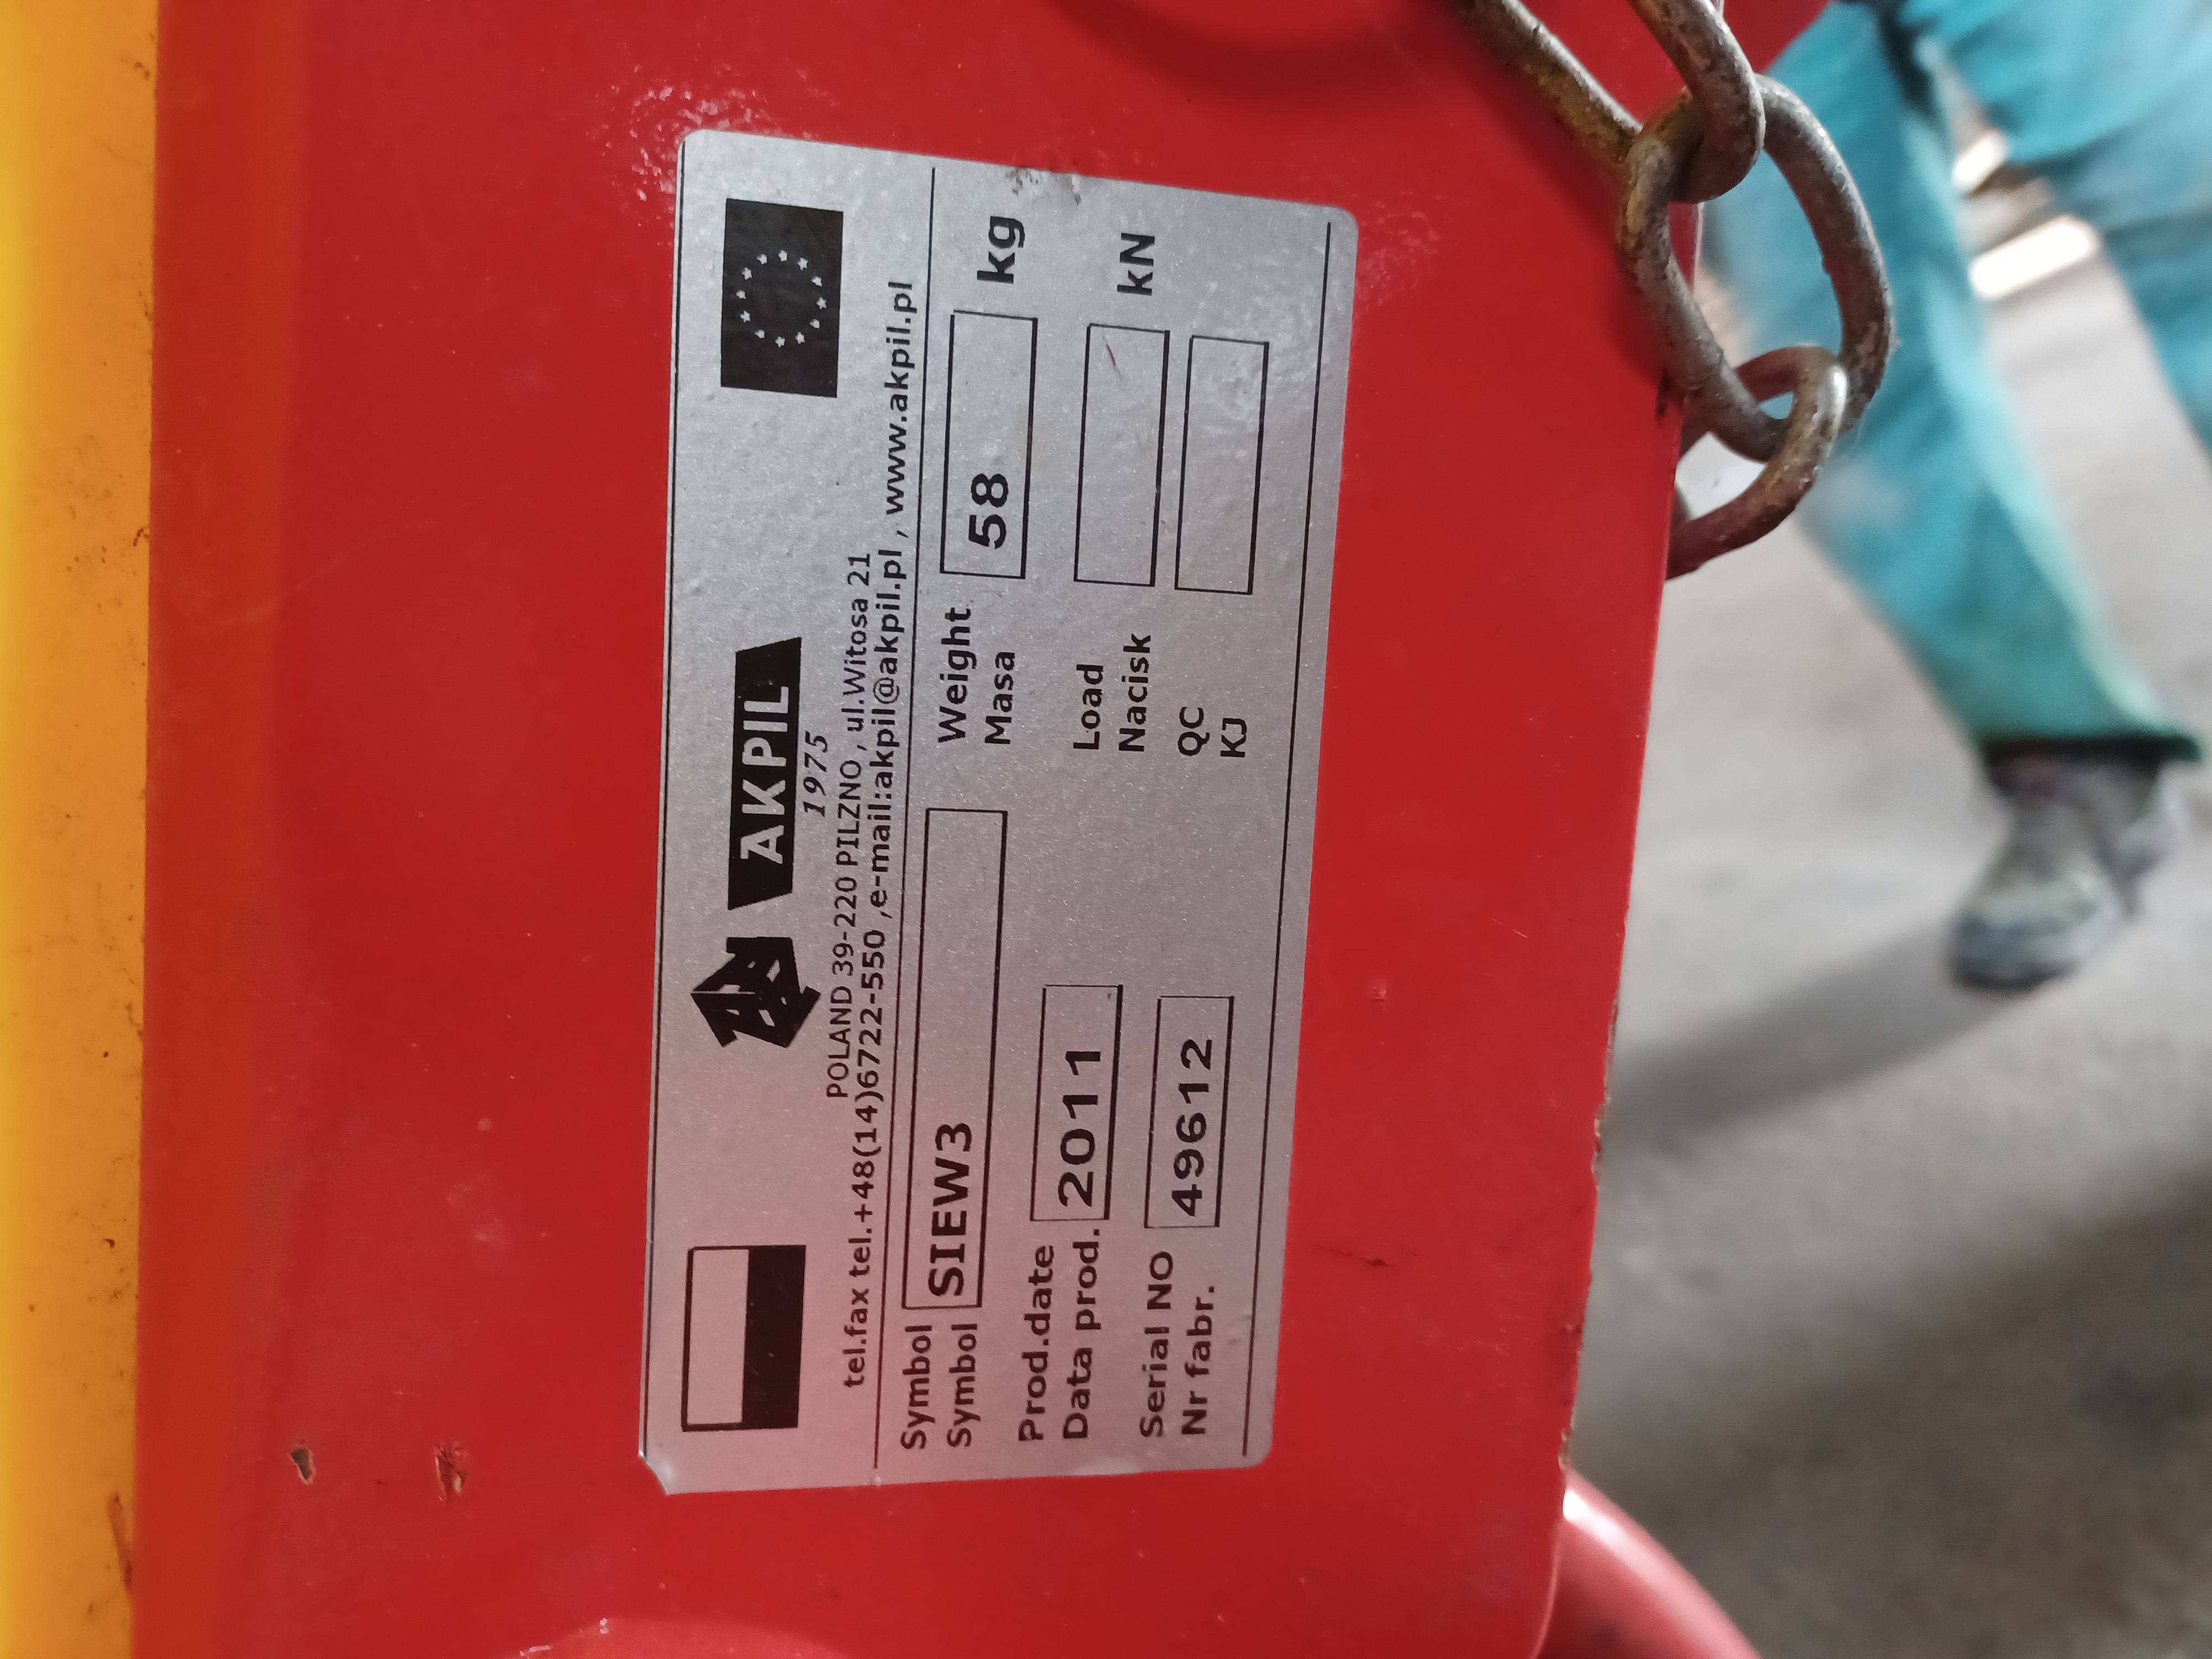 AKPIL
1975
POLAND 39-220 PILZNO, ul.Witosa 21
tel.fax tel.+48(14)6722-550 ,e-mail:akpil@akpil.pl , www.akpil.pl
Symbol
Symbol SIEW3
Weight
Masa 58 kg
Prod.date
Data prod. 2011
Load
Nacisk kN
Serial NO
Nr fabr. 49612
QC
KJ